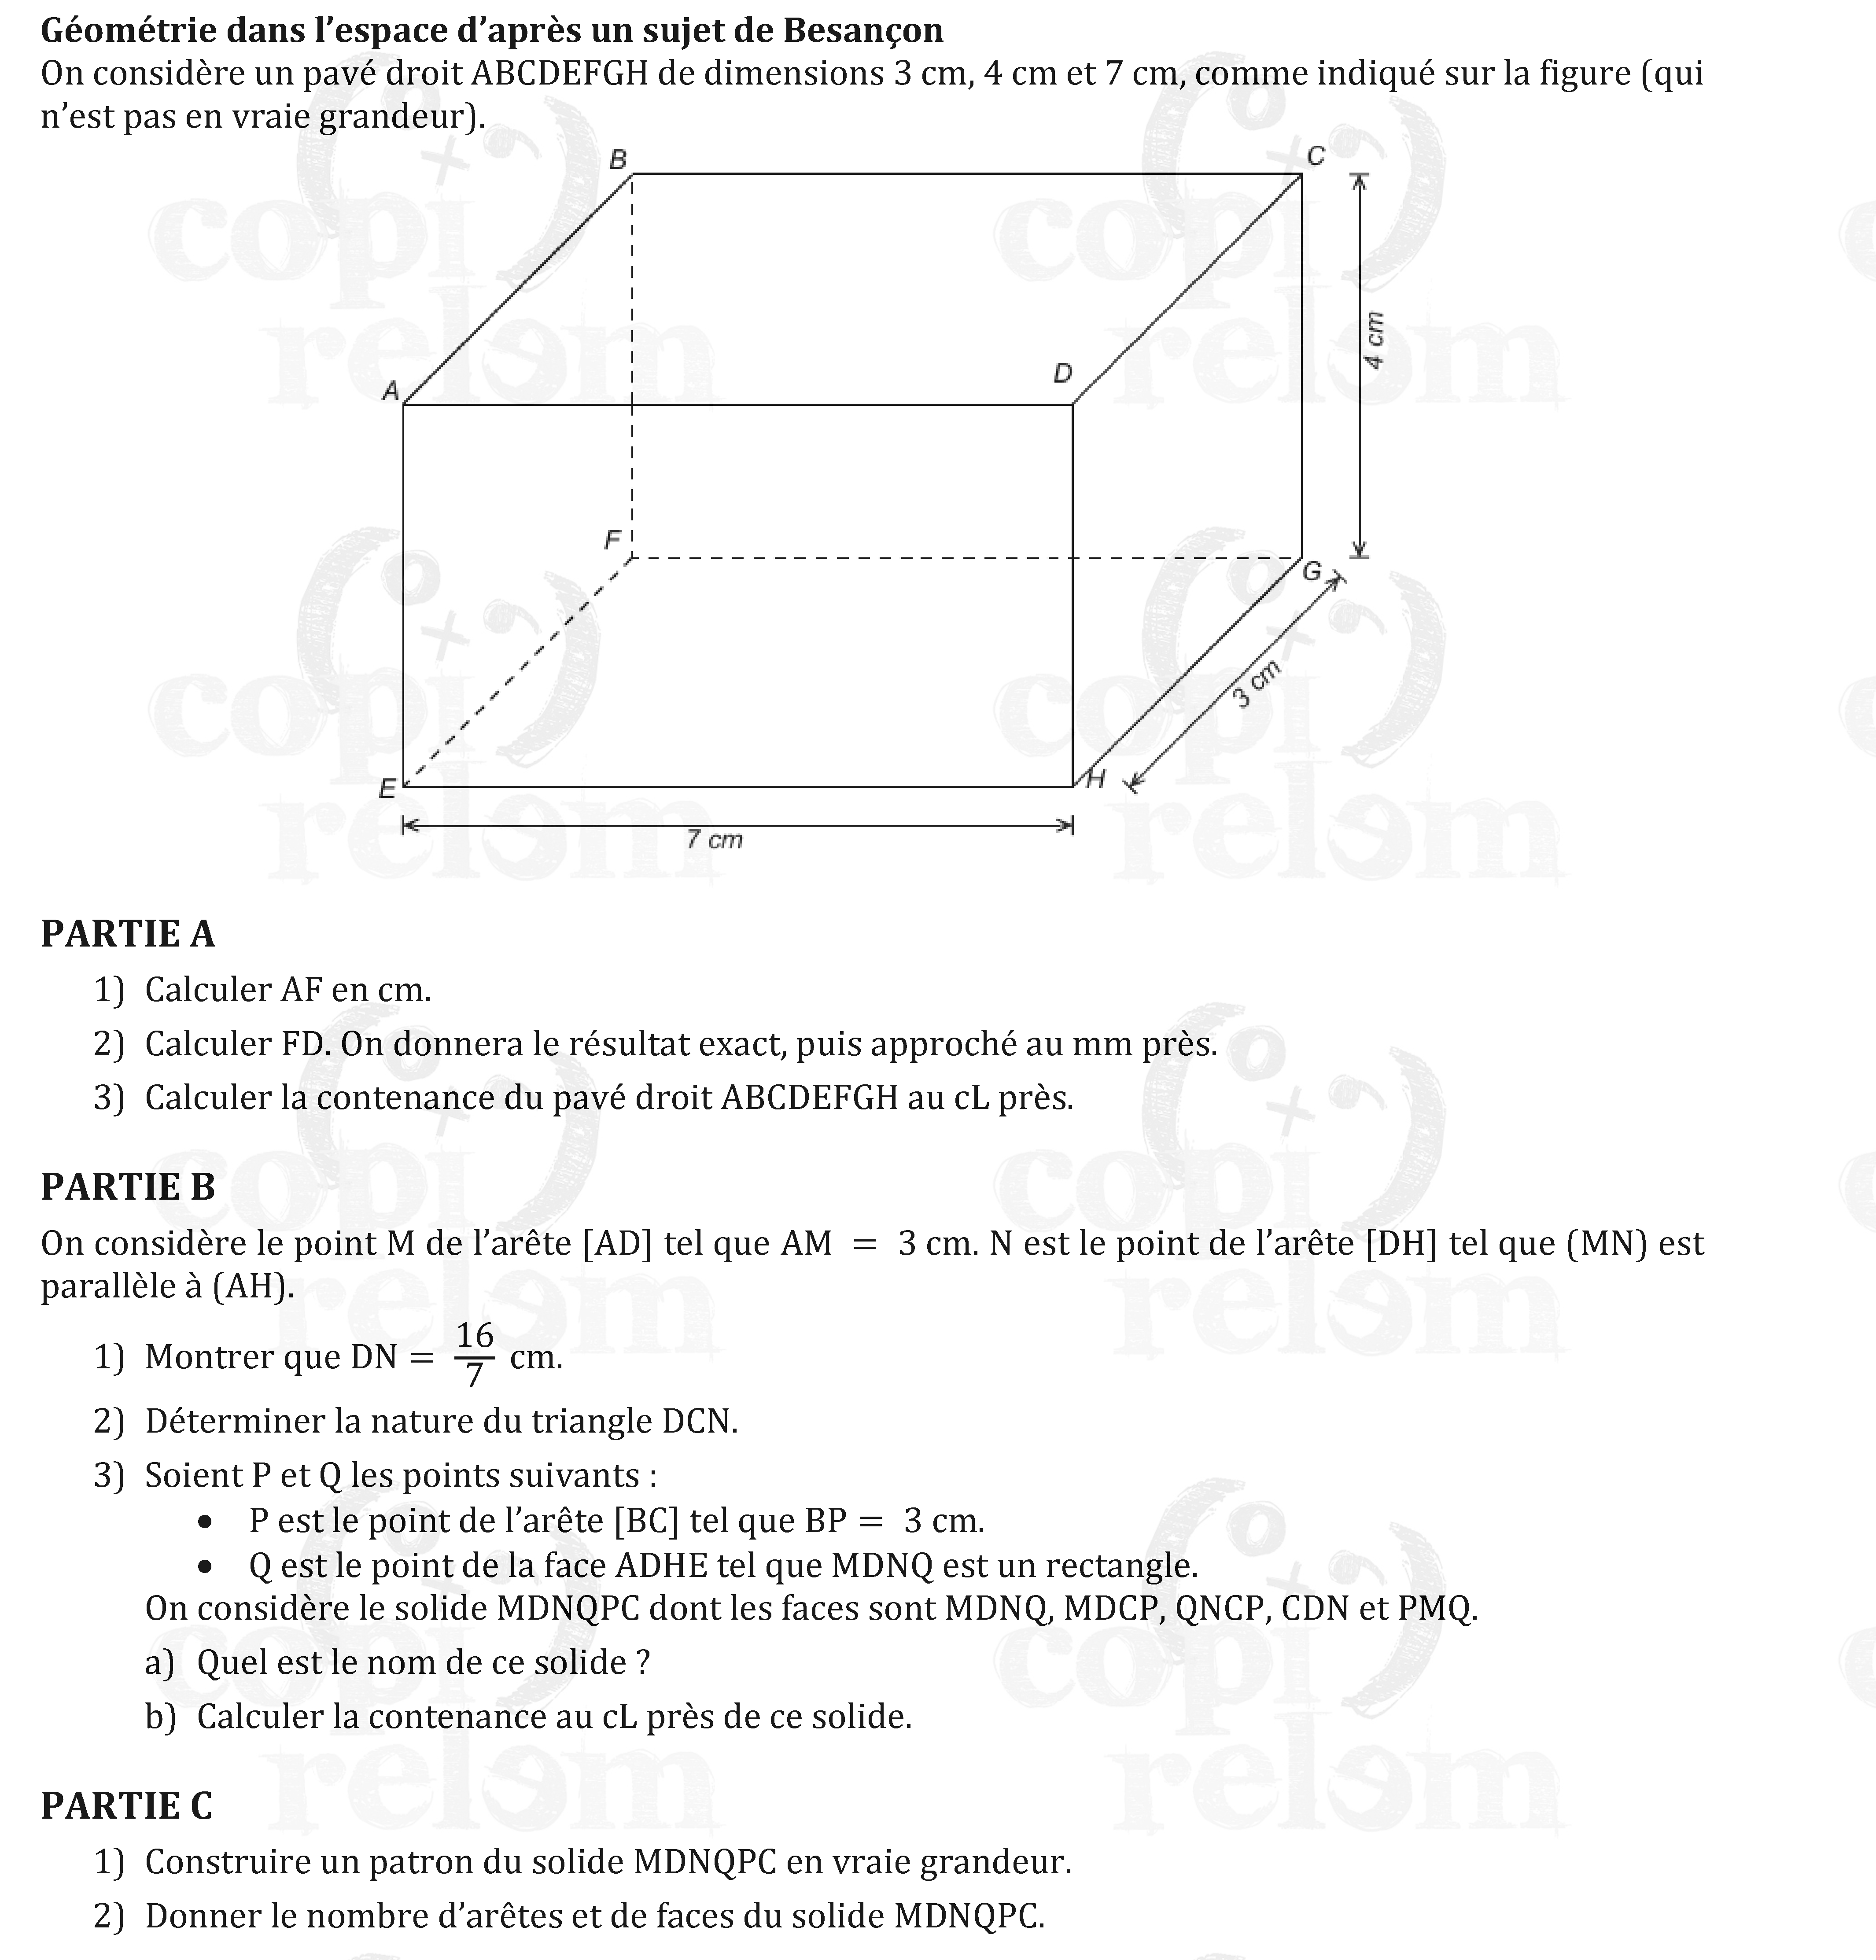 Géométrie dans l’espace d’après un sujet de Besançon
On considère un pavé droit ABCDEFGH de dimensions 3 cm, 4 cm et 7 cm, comme indiqué sur la figure (qui
n’est pas en vraie grandeur).
B
C
4 cm
A
D
F
G
3 cm
E
H
7 cm
PARTIE A
1) Calculer AF en cm.
2) Calculer FD. On donnera le résultat exact, puis approché au mm près.
3) Calculer la contenance du pavé droit ABCDEFGH au cL près.
PARTIE B
On considère le point M de l’arête [AD] tel que AM = 3 cm. N est le point de l’arête [DH] tel que (MN) est
parallèle à (AH).
1) Montrer que DN = 16/7 cm.
2) Déterminer la nature du triangle DCN.
3) Soient P et Q les points suivants :
• P est le point de l’arête [BC] tel que BP = 3 cm.
• Q est le point de la face ADHE tel que MDNQ est un rectangle.
On considère le solide MDNQPC dont les faces sont MDNQ, MDCP, QNCP, CDN et PMQ.
a) Quel est le nom de ce solide ?
b) Calculer la contenance au cL près de ce solide.
PARTIE C
1) Construire un patron du solide MDNQPC en vraie grandeur.
2) Donner le nombre d’arêtes et de faces du solide MDNQPC.
copi
relem